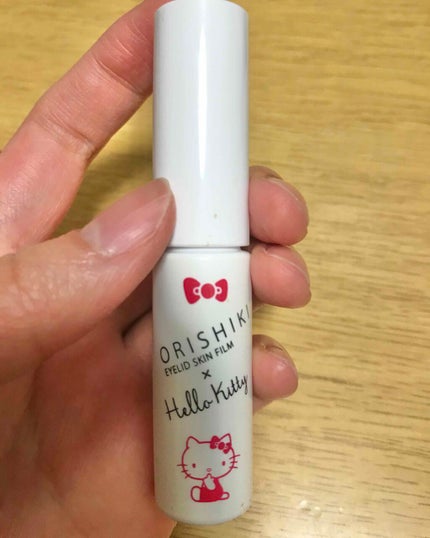 ORISHIKI
EYELID SKIN FILM
×
Hello Kitty